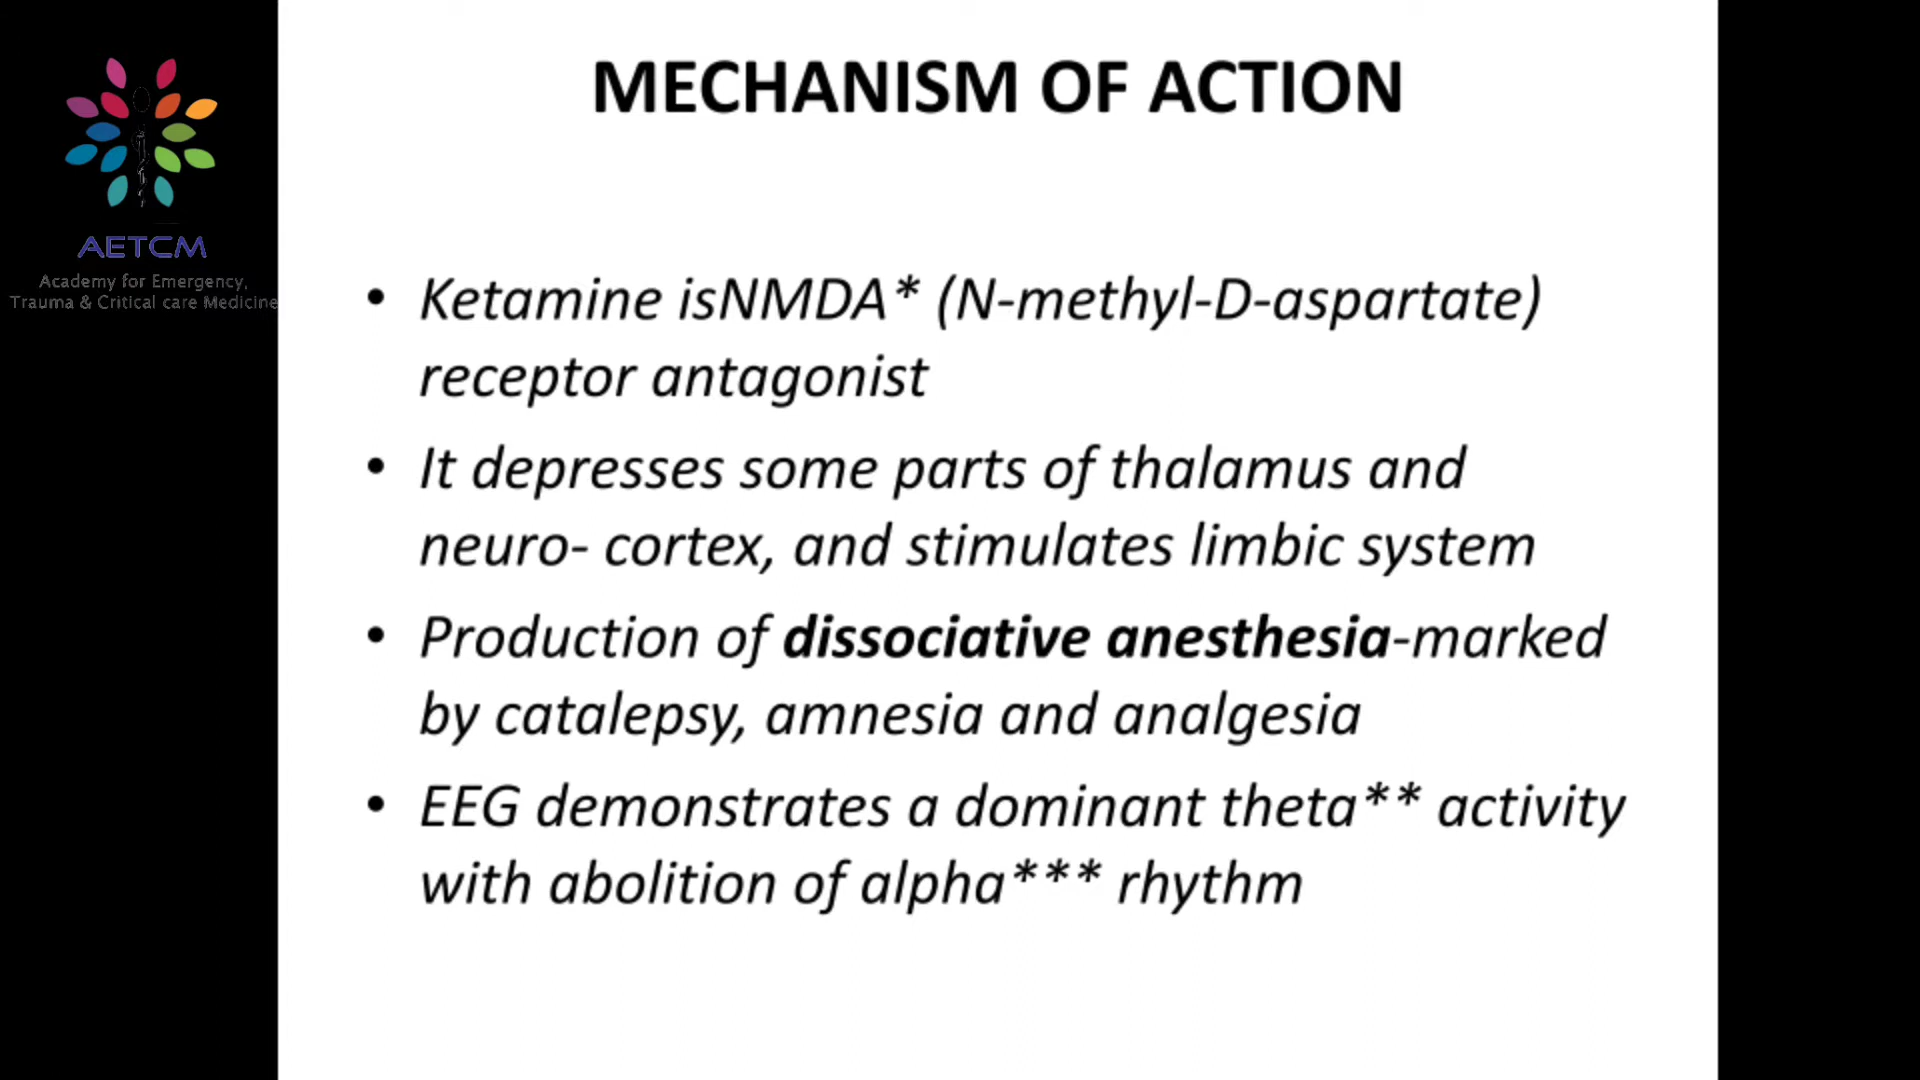 MECHANISM OF ACTION
AETCM
Academy for Emergency,
Trauma & Critical care Medicine
• Ketamine isNMDA* (N-methyl-D-aspartate)
receptor antagonist
• It depresses some parts of thalamus and
neuro- cortex, and stimulates limbic system
• Production of dissociative anesthesia-marked
by catalepsy, amnesia and analgesia
• EEG demonstrates a dominant theta** activity
with abolition of alpha*** rhythm